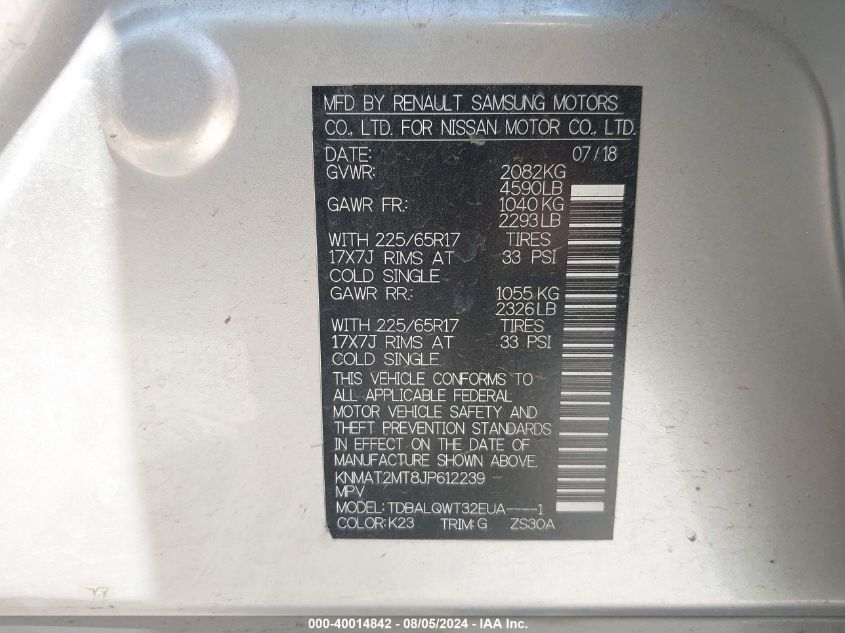 MFD BY RENAULT SAMSUNG MOTORS
CO., LTD. FOR NISSAN MOTOR CO., LTD.
DATE: 07/18
GVWR: 2082KG
4590LB
GAWR FR.: 1040 KG
2293 LB
WITH 225/65R17 TIRES
17X7J RIMS AT 33 PSI
COLD SINGLE
GAWR RR.: 1055 KG
2326 LB
WITH 225/65R17 TIRES
17X7J RIMS AT 33 PSI
COLD SINGLE
THIS VEHICLE CONFORMS TO
ALL APPLICABLE FEDERAL
MOTOR VEHICLE SAFETY AND
THEFT PREVENTION STANDARDS
IN EFFECT ON THE DATE OF
MANUFACTURE SHOWN ABOVE.
KNMAT2MT8JP612239
MPV
MODEL: TDBALQWT32EUA----1
COLOR: K23 TRIM: G ZS30A
000-40014842 - 08/05/2024 - IAA Inc.